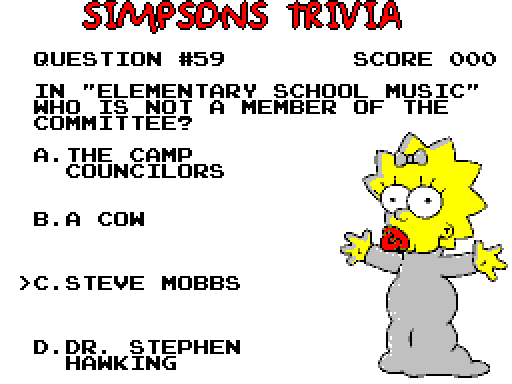 SIMPSONS TRIVIA
QUESTION #59 SCORE 000
IN "ELEMENTARY SCHOOL MUSIC"
WHO IS NOT A MEMBER OF THE
COMMITTEE?
A.THE CAMP
COUNCILORS
B.A COW
>C.STEVE MOBBS
D.DR. STEPHEN
HAWKING